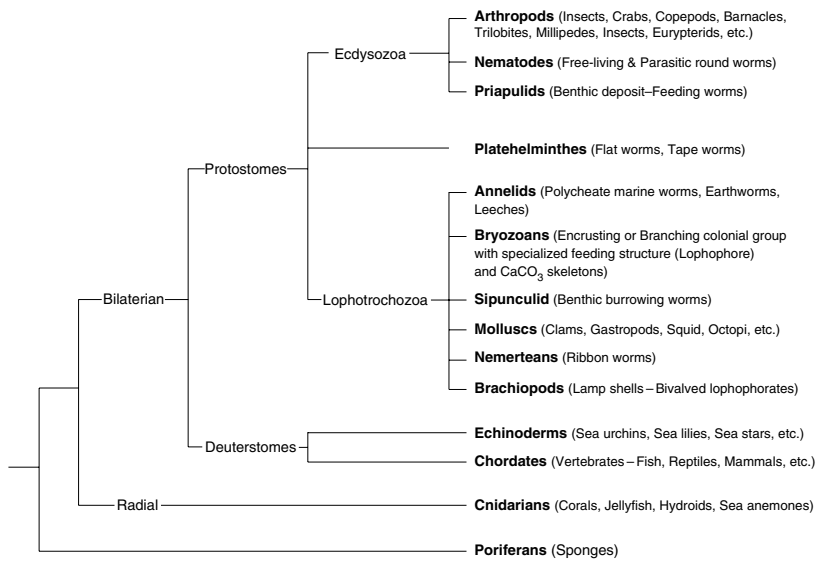 Arthropods (Insects, Crabs, Copepods, Barnacles,
Trilobites, Millipedes, Insects, Eurypterids, etc.)
Ecdysozoa
Nematodes (Free-living & Parasitic round worms)
Priapulids (Benthic deposit–Feeding worms)
Platehelminthes (Flat worms, Tape worms)
Protostomes
Annelids (Polycheate marine worms, Earthworms,
Leeches)
Bryozoans (Encrusting or Branching colonial group
with specialized feeding structure (Lophophore)
and CaCO3 skeletons)
Bilaterian
Lophotrochozoa
Sipunculid (Benthic burrowing worms)
Molluscs (Clams, Gastropods, Squid, Octopi, etc.)
Nemerteans (Ribbon worms)
Brachiopods (Lamp shells – Bivalved lophophorates)
Echinoderms (Sea urchins, Sea lilies, Sea stars, etc.)
Deuterstomes
Chordates (Vertebrates – Fish, Reptiles, Mammals, etc.)
Radial
Cnidarians (Corals, Jellyfish, Hydroids, Sea anemones)
Poriferans (Sponges)